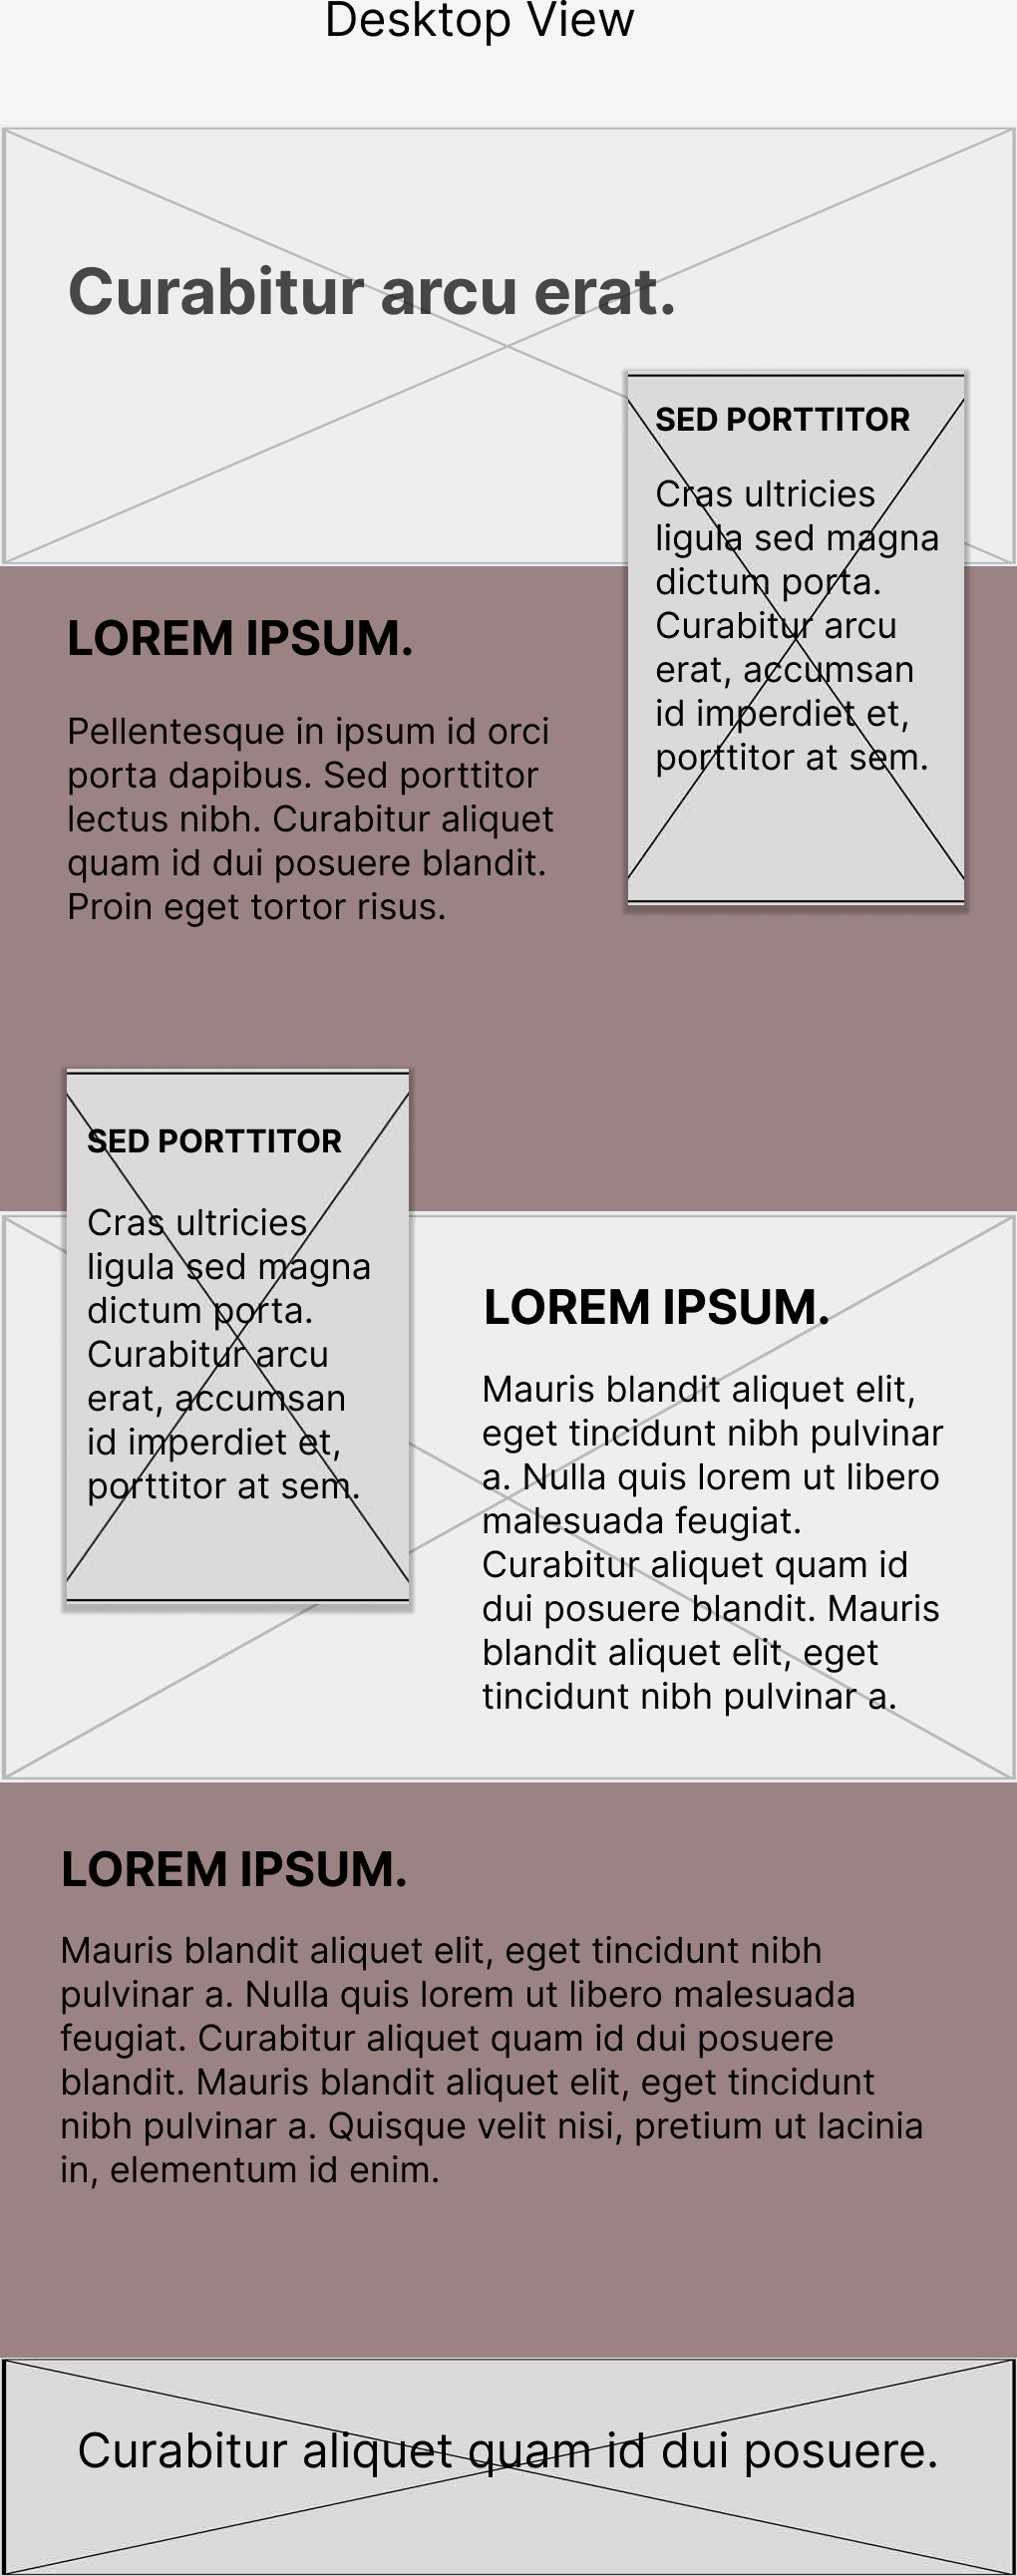 Desktop View
Curabitur arcu erat.
SED PORTTITOR
Cras ultricies
ligula sed magna
dictum porta.
Curabitur arcu
erat, accumsan
id imperdiet et,
porttitor at sem.
LOREM IPSUM.
Pellentesque in ipsum id orci
porta dapibus. Sed porttitor
lectus nibh. Curabitur aliquet
quam id dui posuere blandit.
Proin eget tortor risus.
SED PORTTITOR
Cras ultricies
ligula sed magna
dictum porta.
Curabitur arcu
erat, accumsan
id imperdiet et,
porttitor at sem.
LOREM IPSUM.
Mauris blandit aliquet elit,
eget tincidunt nibh pulvinar
a. Nulla quis lorem ut libero
malesuada feugiat.
Curabitur aliquet quam id
dui posuere blandit. Mauris
blandit aliquet elit, eget
tincidunt nibh pulvinar a.
LOREM IPSUM.
Mauris blandit aliquet elit, eget tincidunt nibh
pulvinar a. Nulla quis lorem ut libero malesuada
feugiat. Curabitur aliquet quam id dui posuere
blandit. Mauris blandit aliquet elit, eget tincidunt
nibh pulvinar a. Quisque velit nisi, pretium ut lacinia
in, elementum id enim.
Curabitur aliquet quam id dui posuere.